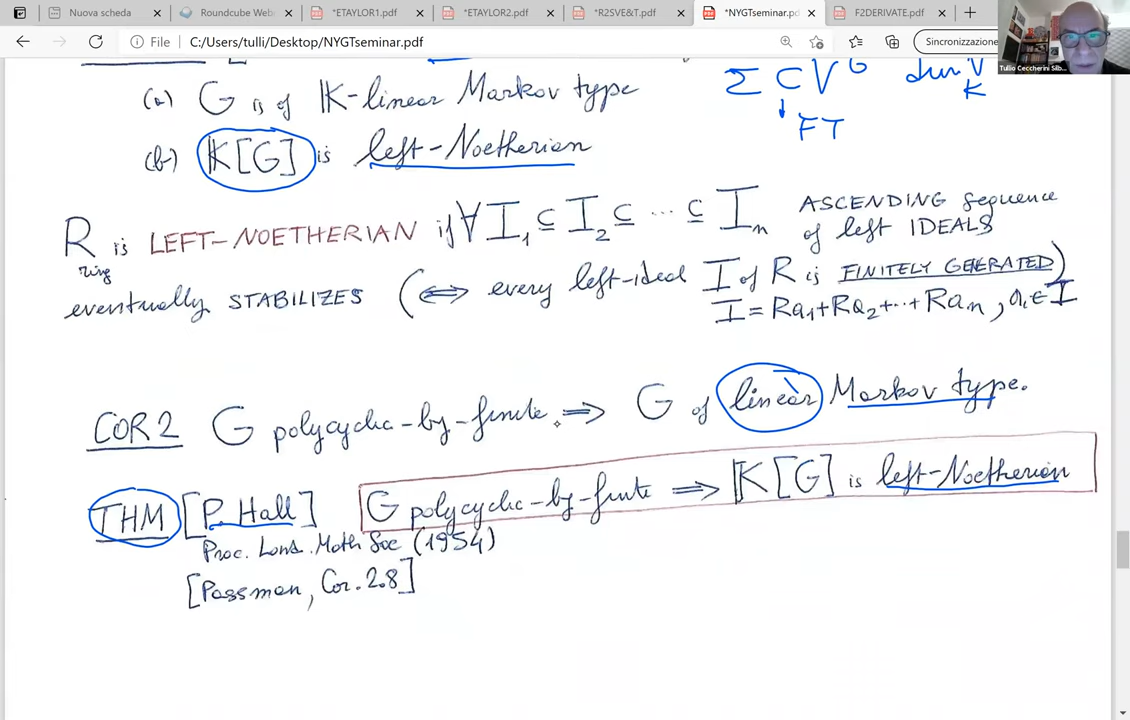 Nuova scheda
Roundcube Web
*ETAYLOR1.pdf
*ETAYLOR2.pdf
*R2SVE&T.pdf
*NYGTseminar.pd
F2DERIVATE.pdf
File C:/Users/tulli/Desktop/NYGTseminar.pdf
Sincronizzazione
Tullio Ceccherini Silb...
(a) G is of K-linear Markov type
Σ ⊂ V^G dim V
K
↓
FT
(b) K[G] is left-Noetherian
R is LEFT-NOETHERIAN if ∀ I₁ ⊆ I₂ ⊆ ... ⊆ Iₙ ASCENDING sequence
ring
of left IDEALS
eventually STABILIZES (⟺ every left-ideal I of R is FINITELY GENERATED)
I = Ra₁+Ra₂+...+Raₙ, aᵢ ∈ I
COR 2 G polycyclic-by-finite ⟹ G of linear Markov type.
THM [P. Hall] G polycyclic-by-finite ⟹ K[G] is left-Noetherian
Proc. Lond. Math Soc (1954)
[Passman, Cor. 2.8]